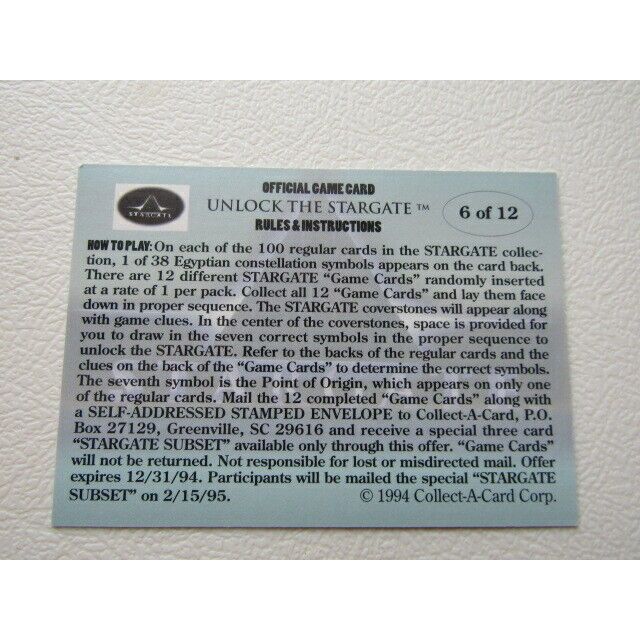 OFFICIAL GAME CARD
STARGATE
UNLOCK THE STARGATE ™
6 of 12
RULES & INSTRUCTIONS
HOW TO PLAY: On each of the 100 regular cards in the STARGATE collec-
tion, 1 of 38 Egyptian constellation symbols appears on the card back.
There are 12 different STARGATE “Game Cards” randomly inserted
at a rate of 1 per pack. Collect all 12 “Game Cards” and lay them face
down in proper sequence. The STARGATE coverstones will appear along
with game clues. In the center of the coverstones, space is provided for
you to draw in the seven correct symbols in the proper sequence to
unlock the STARGATE. Refer to the backs of the regular cards and the
clues on the back of the “Game Cards” to determine the correct symbols.
The seventh symbol is the Point of Origin, which appears on only one
of the regular cards. Mail the 12 completed “Game Cards” along with
a SELF-ADDRESSED STAMPED ENVELOPE to Collect-A-Card, P.O.
Box 27129, Greenville, SC 29616 and receive a special three card
“STARGATE SUBSET” available only through this offer. “Game Cards”
will not be returned. Not responsible for lost or misdirected mail. Offer
expires 12/31/94. Participants will be mailed the special “STARGATE
SUBSET” on 2/15/95.
© 1994 Collect-A-Card Corp.